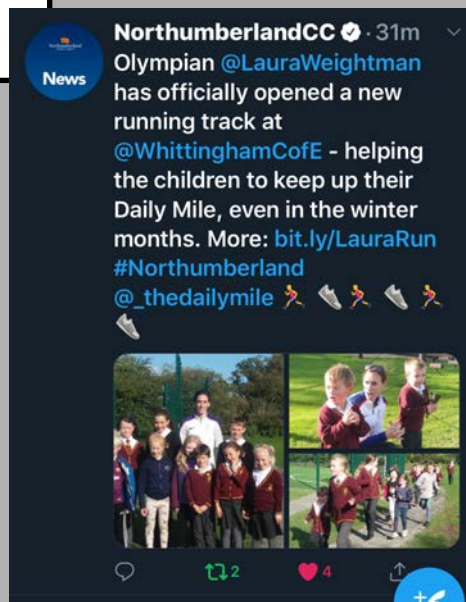 News
NorthumberlandCC · 31m
Olympian @LauraWeightman
has officially opened a new
running track at
@WhittinghamCofE - helping
the children to keep up their
Daily Mile, even in the winter
months. More: bit.ly/LauraRun
#Northumberland
@_thedailymile 🏃 👟 🏃 👟 🏃
👟
2
4